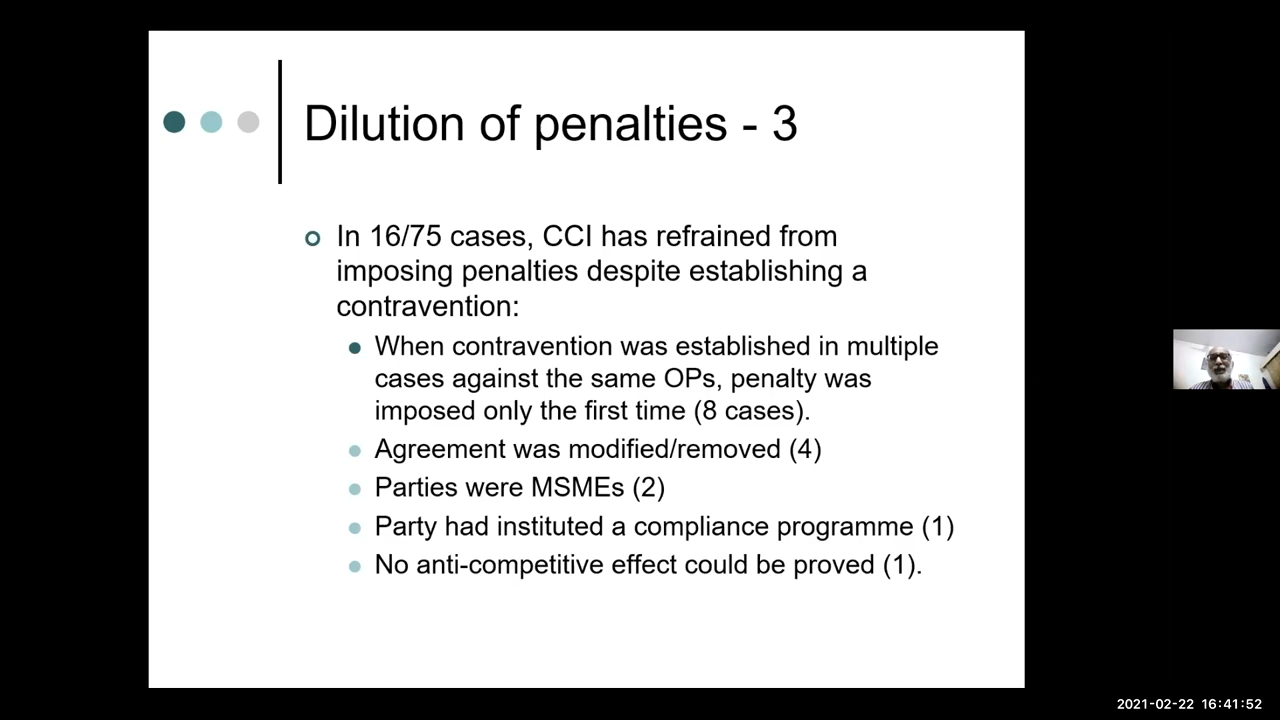 Dilution of penalties - 3
In 16/75 cases, CCI has refrained from
imposing penalties despite establishing a
contravention:
When contravention was established in multiple
cases against the same OPs, penalty was
imposed only the first time (8 cases).
Agreement was modified/removed (4)
Parties were MSMEs (2)
Party had instituted a compliance programme (1)
No anti-competitive effect could be proved (1).
2021-02-22 16:41:52